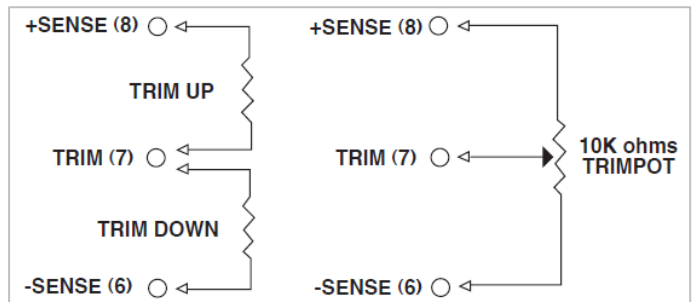 +SENSE (8)
TRIM UP
TRIM (7)
TRIM DOWN
-SENSE (6)
+SENSE (8)
TRIM (7)
10K ohms
TRIMPOT
-SENSE (6)